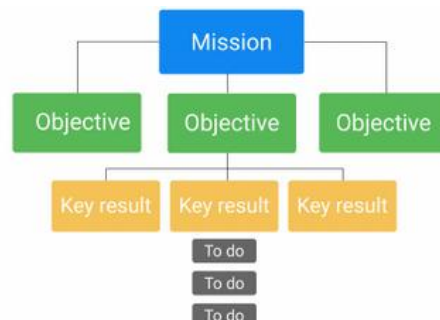 Mission
Objective Objective Objective
Key result Key result Key result
To do
To do
To do